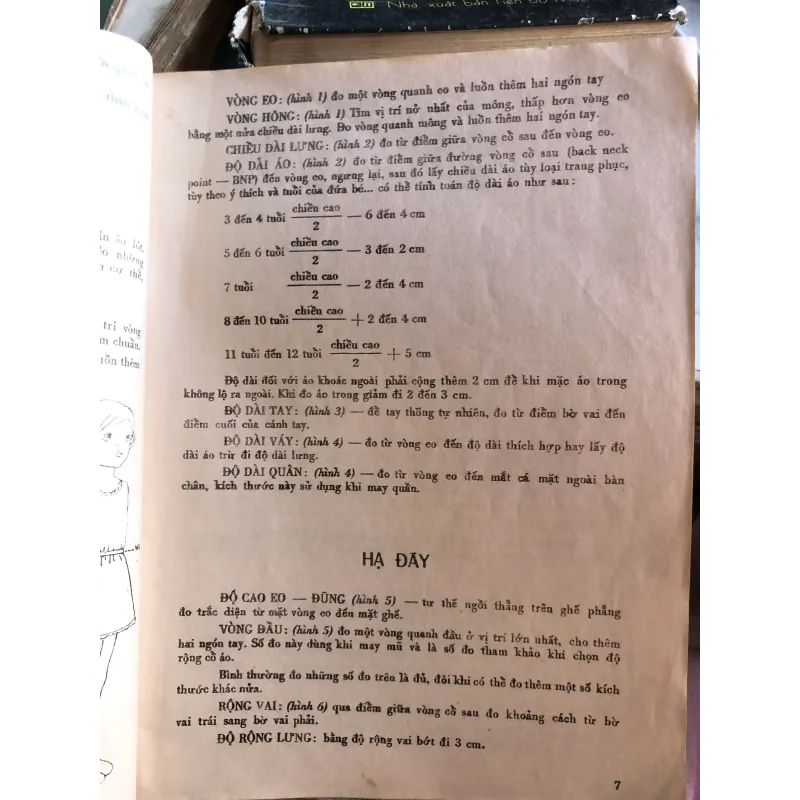 Nhà xuất bản
VÒNG EO: (hình 1) đo một vòng quanh eo và luồn thêm hai ngón tay
VÒNG HÔNG: (hình 1) Tìm vị trí nở nhất của mông, thấp hơn vòng eo
bằng một nửa chiều dài lưng. Đo vòng quanh mông và luồn thêm hai ngón tay.
CHIỀU DÀI LƯNG: (hình 2) đo từ điểm giữa vòng cổ sau đến vòng eo.
ĐỘ DÀI ÁO: (hình 2) đo từ điểm giữa đường vòng cổ sau (back neck
point — BNP) đến vòng eo, ngưng lại, sau đó lấy chiều dài áo tùy loại trang phục,
tùy theo ý thích và tuổi của đứa bé... có thể tính toán độ dài áo như sau:
3 đến 4 tuổi chiều cao/2 — 6 đến 4 cm
5 đến 6 tuổi chiều cao/2 — 3 đến 2 cm
7 tuổi chiều cao/2 — 2 đến 4 cm
8 đến 10 tuổi chiều cao/2 + 2 đến 4 cm
11 tuổi đến 12 tuổi chiều cao/2 + 5 cm
Độ dài đối với áo khoác ngoài phải cộng thêm 2 cm để khi mặc áo trong
không lộ ra ngoài. Khi đo áo trong giảm đi 2 đến 3 cm.
ĐỘ DÀI TAY: (hình 3) — để tay thõng tự nhiên, đo từ điểm bờ vai đến
điểm cuối của cánh tay.
ĐỘ DÀI VÁY: (hình 4) — đo từ vòng eo đến độ dài thích hợp hay lấy độ
dài áo trừ đi độ dài lưng.
ĐỘ DÀI QUẦN: (hình 4) — đo từ vòng eo đến mắt cá mặt ngoài bàn
chân, kích thước này sử dụng khi may quần.
HẠ ĐÁY
ĐỘ CAO EO — ĐŨNG (hình 5) — tư thế ngồi thẳng trên ghế phẳng
đo trắc diện từ mặt vòng eo đến mặt ghế.
VÒNG ĐẦU: (hình 5) đo một vòng quanh đầu ở vị trí lớn nhất, cho thêm
hai ngón tay. Số đo này dùng khi may mũ và là số đo tham khảo khi chọn độ
rộng cổ áo.
Bình thường đo những số đo trên là đủ, đôi khi có thể đo thêm một số kích
thước khác nữa.
RỘNG VAI: (hình 6) qua điểm giữa vòng cổ sau đo khoảng cách từ bờ
vai trái sang bờ vai phải.
ĐỘ RỘNG LƯNG: bằng độ rộng vai bớt đi 3 cm.
7
áo lót.
những
cơ thể,
trí vòng
chuẩn.
thêm